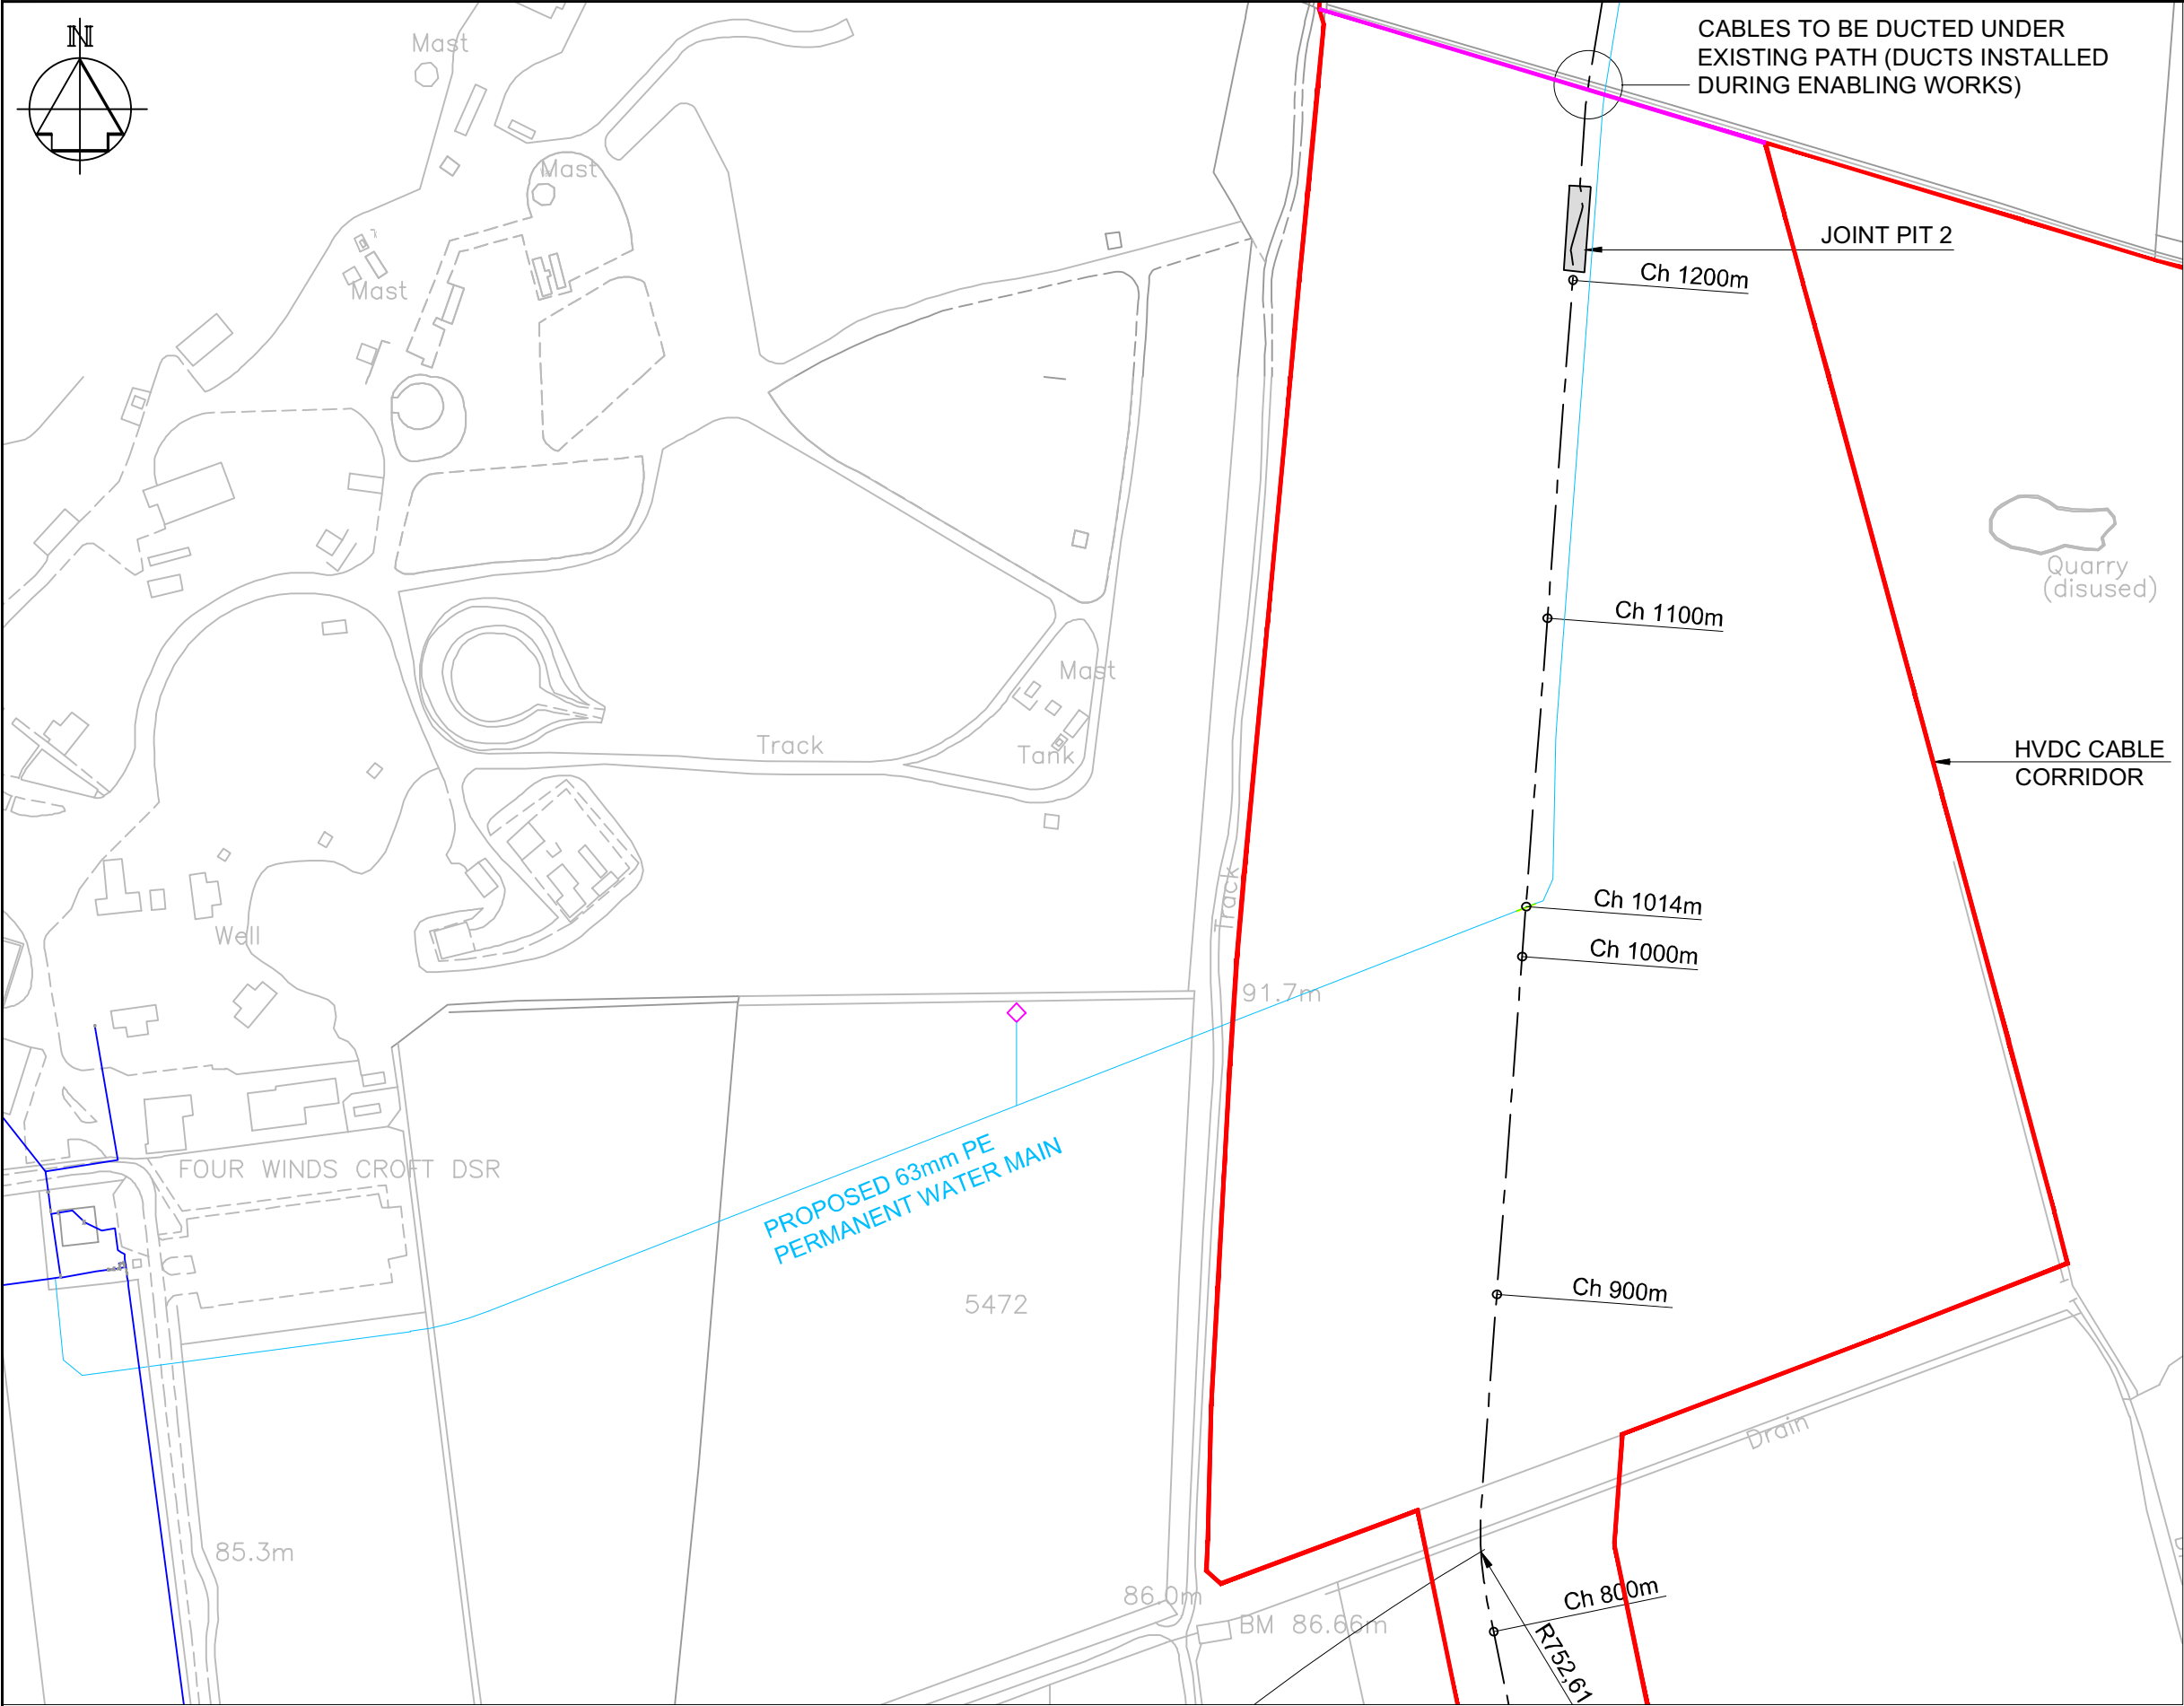 N
Mast
CABLES TO BE DUCTED UNDER
EXISTING PATH (DUCTS INSTALLED
DURING ENABLING WORKS)
Mast
JOINT PIT 2
Mast
Ch 1200m
Quarry
(disused)
Ch 1100m
Mast
Track
Tank
HVDC CABLE
CORRIDOR
Track
Ch 1014m
Well
Ch 1000m
91.7m
PROPOSED 63mm PE
PERMANENT WATER MAIN
FOUR WINDS CROFT DSR
5472
Ch 900m
Drain
85.3m
86.0m
Ch 800m
BM 86.66m
R752,61